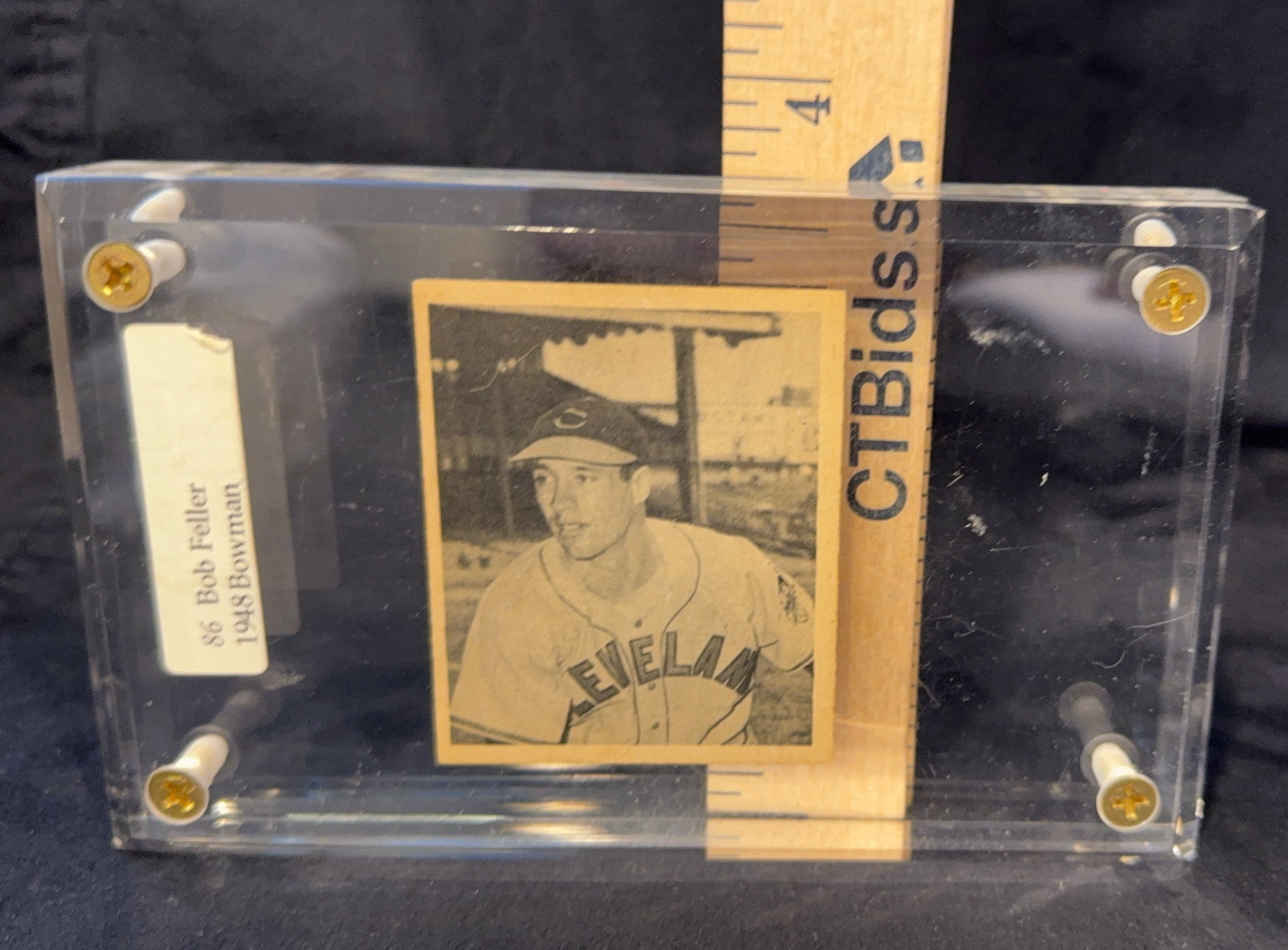 86 Bob Feller
1948 Bowman
C
CLEVELAN
4
CTBids.s